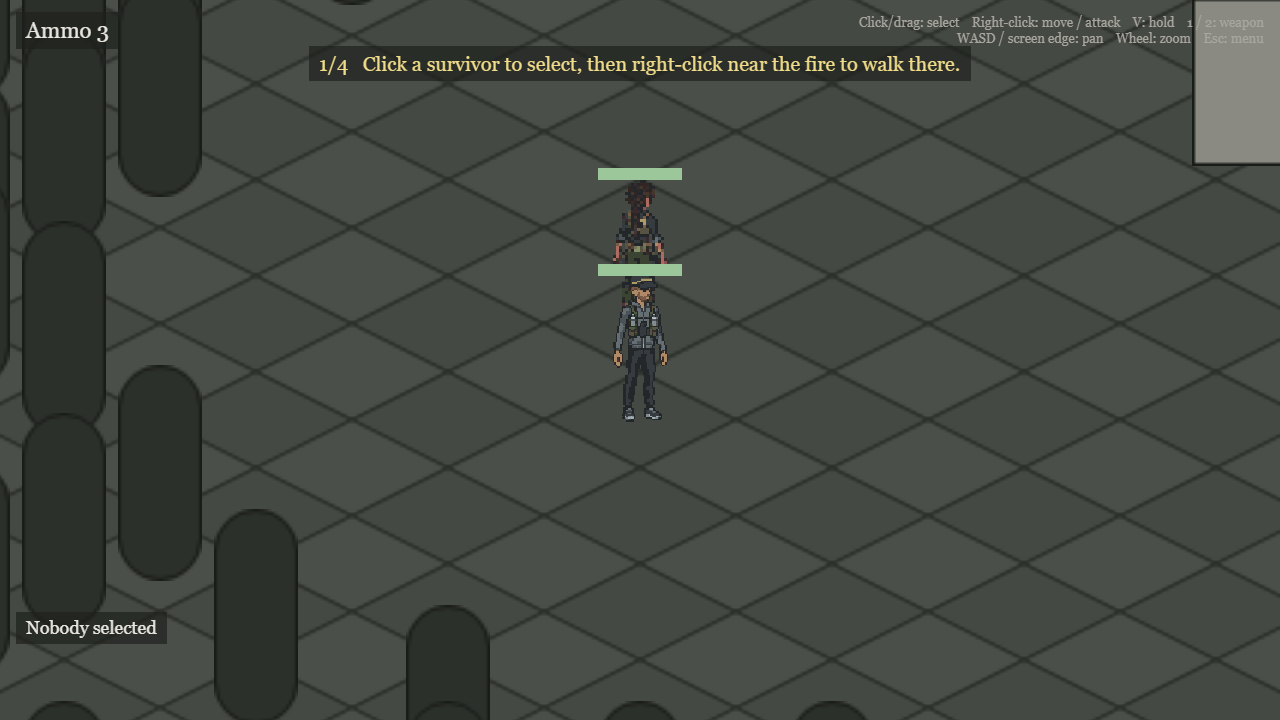 Ammo 3
Click/drag: select Right-click: move / attack V: hold 1 / 2: weapon
WASD / screen edge: pan Wheel: zoom Esc: menu
1/4 Click a survivor to select, then right-click near the fire to walk there.
Nobody selected